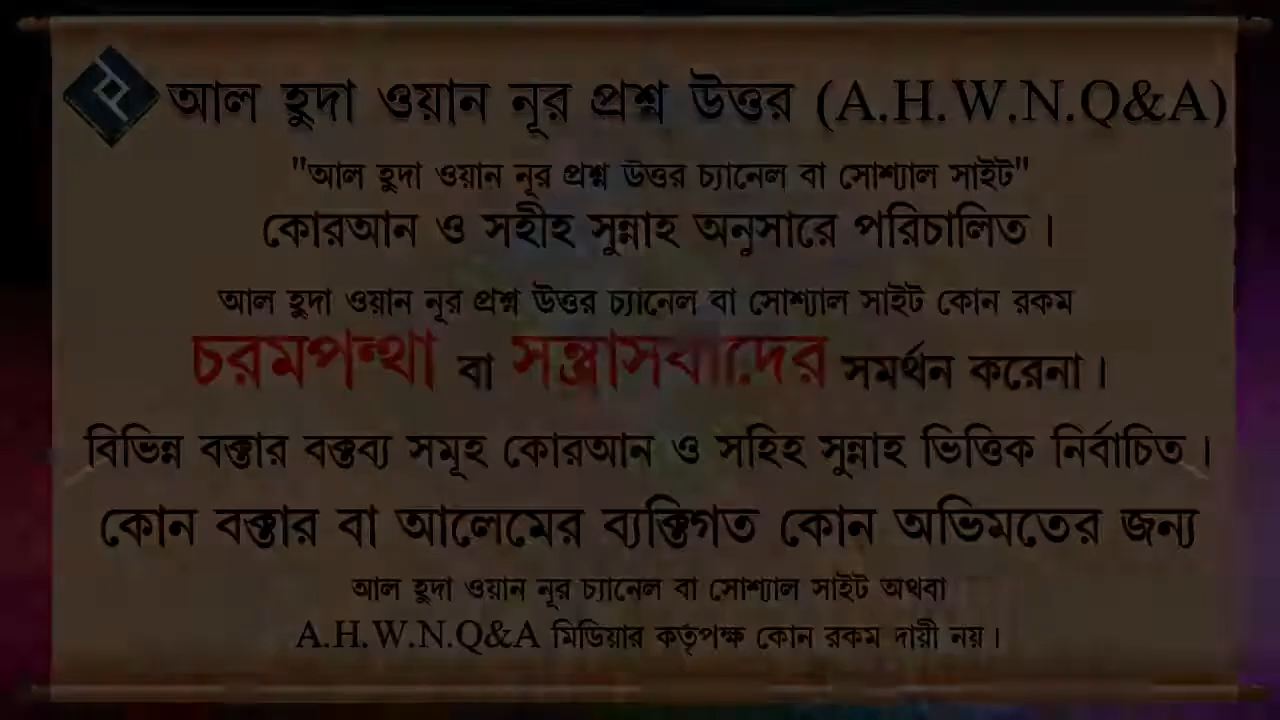 আল হুদা ওয়ান নূর প্রশ্ন উত্তর (A.H.W.N.Q&A)
"আল হুদা ওয়ান নূর প্রশ্ন উত্তর চ্যানেল বা সোশ্যাল সাইট"
কোরআন ও সহীহ সুন্নাহ অনুসারে পরিচালিত।
আল হুদা ওয়ান নূর প্রশ্ন উত্তর চ্যানেল বা সোশ্যাল সাইট কোন রকম
চরমপন্থা বা সন্ত্রাসবাদের সমর্থন করেনা।
বিভিন্ন বক্তার বক্তব্য সমূহ কোরআন ও সহিহ সুন্নাহ ভিত্তিক নির্বাচিত।
কোন বক্তার বা আলেমের ব্যক্তিগত কোন অভিমতের জন্য
আল হুদা ওয়ান নূর চ্যানেল বা সোশ্যাল সাইট অথবা
A.H.W.N.Q&A মিডিয়ার কর্তৃপক্ষ কোন রকম দায়ী নয়।